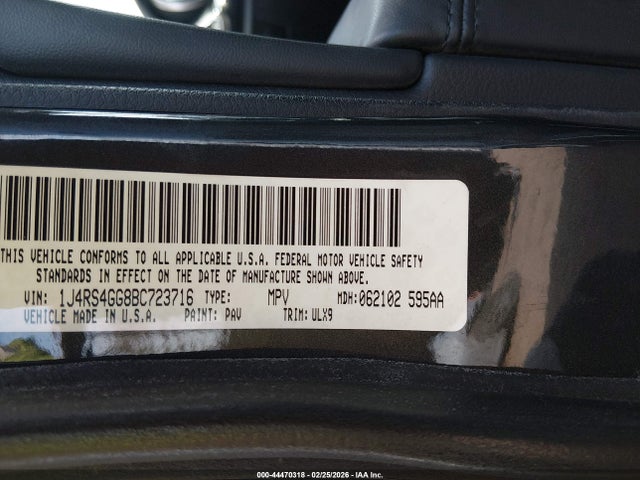 THIS VEHICLE CONFORMS TO ALL APPLICABLE U.S.A. FEDERAL MOTOR VEHICLE SAFETY
STANDARDS IN EFFECT ON THE DATE OF MANUFACTURE SHOWN ABOVE.
VIN: 1J4RS4GG8BC723716 TYPE: MPV MDH:062102 595AA
VEHICLE MADE IN U.S.A. PAINT: PAV TRIM: ULX9
000-44470318 - 02/25/2026 - IAA Inc.